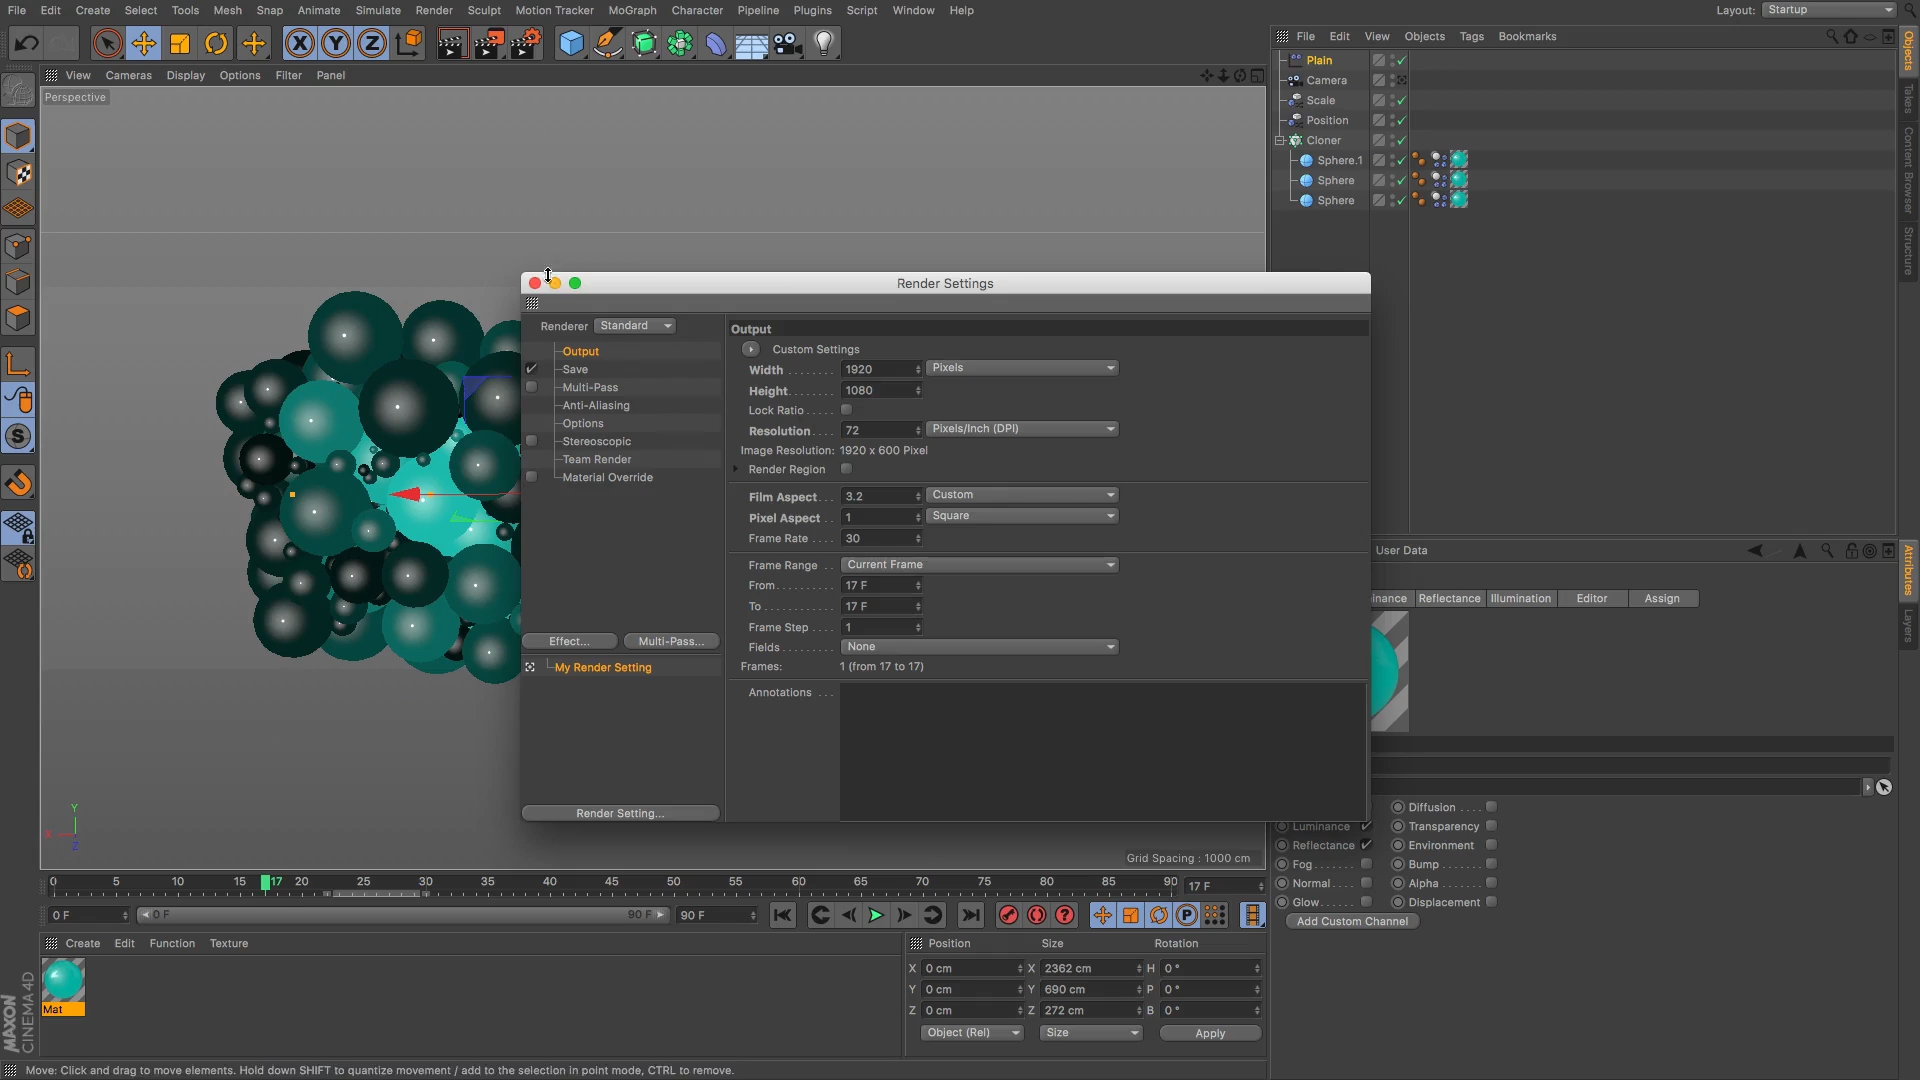 File Edit Create Select Tools Mesh Snap Animate Simulate Render Sculpt Motion Tracker MoGraph Character Pipeline Plugins Script Window Help Layout: Startup
File Edit View Objects Tags Bookmarks
View Cameras Display Options Filter Panel
Perspective
Plain
Camera
Scale
Position
Cloner
Sphere.1
Sphere
Sphere
Objects
Takes
Content Browser
Structure
Render Settings
Renderer Standard
Output
Save
Multi-Pass
Anti-Aliasing
Options
Stereoscopic
Team Render
Material Override
Effect... Multi-Pass...
My Render Setting
Render Setting...
Output
Custom Settings
Width 1920 Pixels
Height 1080
Lock Ratio
Resolution 72 Pixels/Inch (DPI)
Image Resolution: 1920 x 600 Pixel
Render Region
Film Aspect 3.2 Custom
Pixel Aspect 1 Square
Frame Rate 30
Frame Range Current Frame
From 17 F
To 17 F
Frame Step 1
Fields None
Frames: 1 (from 17 to 17)
Annotations
User Data
Attributes
Layers
inance Reflectance Illumination Editor Assign
Diffusion
Luminance Transparency
Reflectance Environment
Fog Bump
Normal Alpha
Glow Displacement
Add Custom Channel
Y
X
Z
Grid Spacing : 1000 cm
0 5 10 15 17 20 25 30 35 40 45 50 55 60 65 70 75 80 85 90 17 F
0 F 0 F 90 F 90 F
P
Create Edit Function Texture
Mat
Position Size Rotation
X 0 cm X 2362 cm H 0 °
Y 0 cm Y 690 cm P 0 °
Z 0 cm Z 272 cm B 0 °
Object (Rel) Size Apply
MAXON
CINEMA 4D
Move: Click and drag to move elements. Hold down SHIFT to quantize movement / add to the selection in point mode, CTRL to remove.